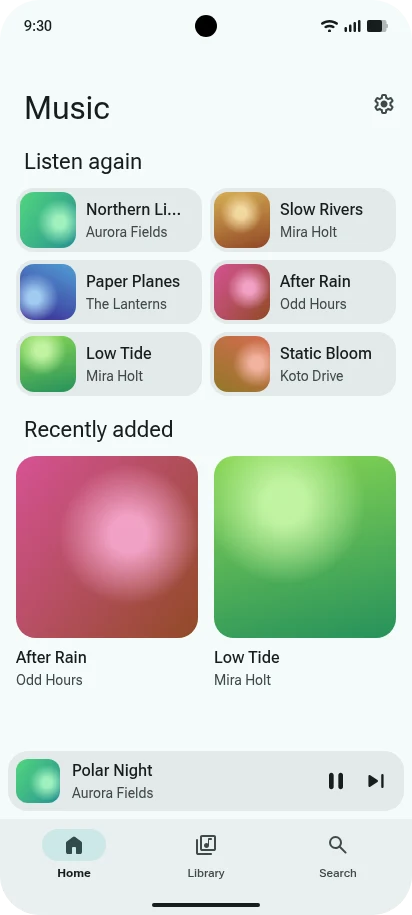 9:30
Music
Listen again
Northern Li...
Aurora Fields
Slow Rivers
Mira Holt
Paper Planes
The Lanterns
After Rain
Odd Hours
Low Tide
Mira Holt
Static Bloom
Koto Drive
Recently added
After Rain
Odd Hours
Low Tide
Mira Holt
Polar Night
Aurora Fields
Home
Library
Search